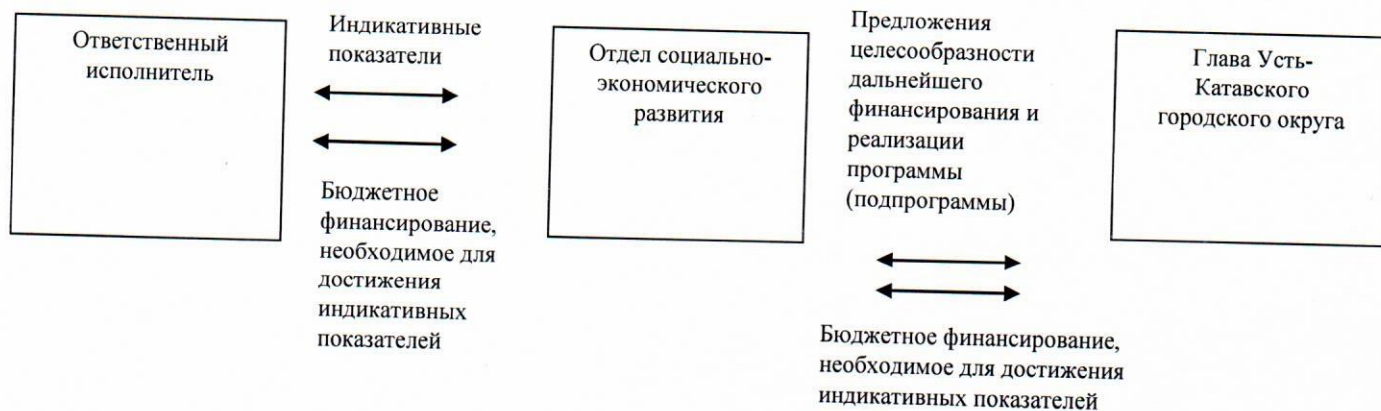 Ответственный
исполнитель
Индикативные
показатели
Бюджетное
финансирование,
необходимое для
достижения
индикативных
показателей
Отдел социально-
экономического
развития
Предложения
целесообразности
дальнейшего
финансирования и
реализации
программы
(подпрограммы)
Бюджетное финансирование,
необходимое для достижения
индикативных показателей
Глава Усть-
Катавского
городского округа